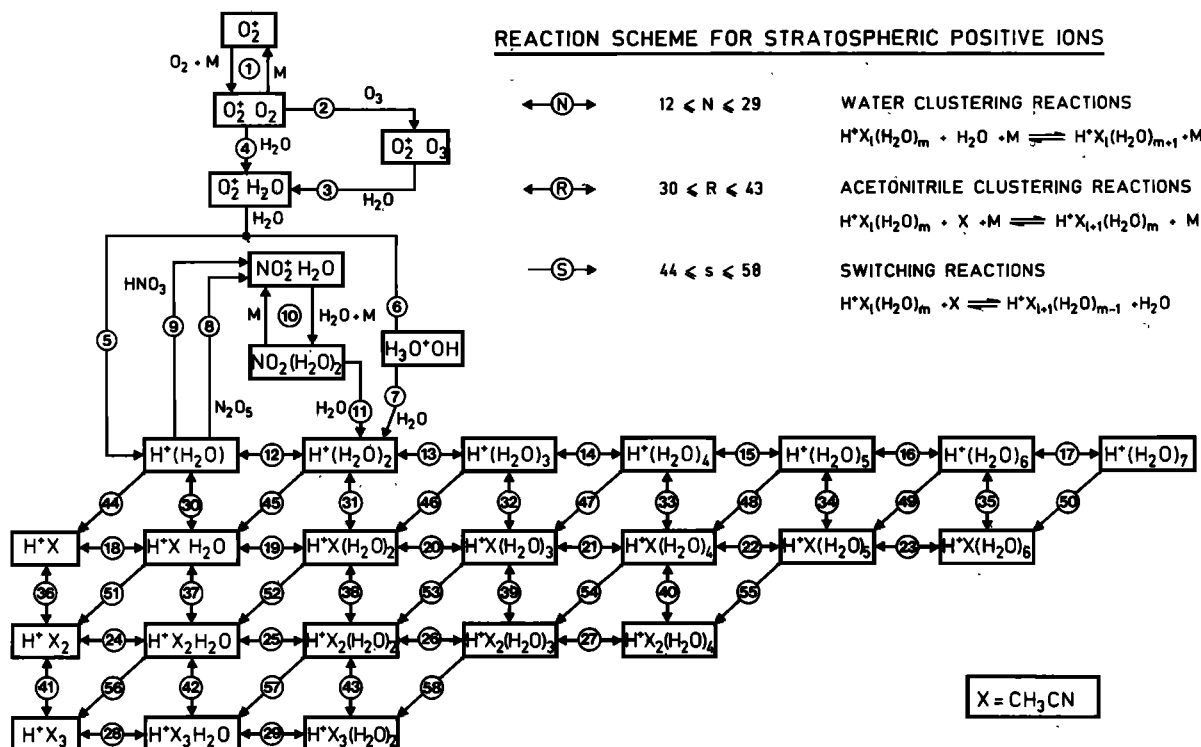 REACTION SCHEME FOR STRATOSPHERIC POSITIVE IONS
O₂⁺
O₂ + M ① M
O₂⁺ O₂
② O₃
④ H₂O
O₂⁺ O₃
O₂⁺ H₂O
③ H₂O
H₂O
Ⓝ 12 ⩽ N ⩽ 29 WATER CLUSTERING REACTIONS
H⁺Xₗ(H₂O)ₘ + H₂O + M ⇌ H⁺Xₗ(H₂O)ₘ₊₁ + M
Ⓡ 30 ⩽ R ⩽ 43 ACETONITRILE CLUSTERING REACTIONS
H⁺Xₗ(H₂O)ₘ + X + M ⇌ H⁺Xₗ₊₁(H₂O)ₘ + M
Ⓢ 44 ⩽ s ⩽ 58 SWITCHING REACTIONS
H⁺Xₗ(H₂O)ₘ + X ⇌ H⁺Xₗ₊₁(H₂O)ₘ₋₁ + H₂O
HNO₃
NO₂⁺ H₂O
⑤ ⑨ ⑧ M ⑩ H₂O + M ⑥
NO₂(H₂O)₂
H₃O⁺OH
N₂O₅ H₂O ⑪ ⑦ H₂O
H⁺(H₂O) ⑫ H⁺(H₂O)₂ ⑬ H⁺(H₂O)₃ ⑭ H⁺(H₂O)₄ ⑮ H⁺(H₂O)₅ ⑯ H⁺(H₂O)₆ ⑰ H⁺(H₂O)₇
㊹ ㉚ ㊺ ㉛ ㊻ ㉜ ㊼ ㉝ ㊽ ㉞ ㊾ ㉟ ㊿
H⁺X ⑱ H⁺X H₂O ⑲ H⁺X(H₂O)₂ ⑳ H⁺X(H₂O)₃ ㉑ H⁺X(H₂O)₄ ㉒ H⁺X(H₂O)₅ ㉓ H⁺X(H₂O)₆
㊱ 51 ㊲ 52 ㊳ 53 ㊴ 54 ㊵ 55
H⁺X₂ ㉔ H⁺X₂H₂O ㉕ H⁺X₂(H₂O)₂ ㉖ H⁺X₂(H₂O)₃ ㉗ H⁺X₂(H₂O)₄
㊶ 56 ㊷ 57 ㊸ 58
H⁺X₃ ㉘ H⁺X₃H₂O ㉙ H⁺X₃(H₂O)₂
X = CH₃CN